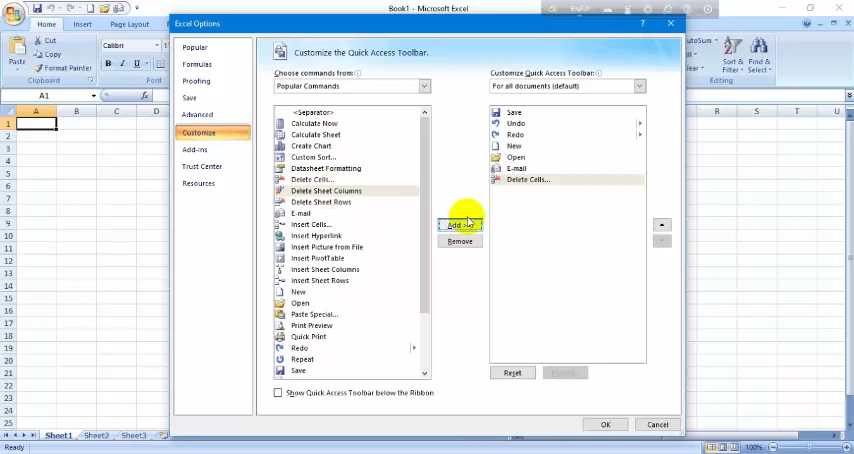 Book1 - Microsoft Excel
Home
Insert
Page Layout
Cut
Copy
Format Painter
Paste
Clipboard
Calibri
B I U
Font
AutoSum
Sort &
Filter
Find &
Select
Editing
A1
fx
A B C D
R S T U
1
2
3
4
5
6
7
8
9
10
11
12
13
14
15
16
17
18
19
20
21
22
23
24
25
Excel Options
Popular
Formulas
Proofing
Save
Advanced
Customize
Add-Ins
Trust Center
Resources
Customize the Quick Access Toolbar.
Choose commands from:
Popular Commands
<Separator>
Calculate Now
Calculate Sheet
Create Chart
Custom Sort...
Datasheet Formatting
Delete Cells...
Delete Sheet Columns
Delete Sheet Rows
E-mail
Insert Cells...
Insert Hyperlink
Insert Picture from File
Insert PivotTable
Insert Sheet Columns
Insert Sheet Rows
New
Open
Paste Special...
Print Preview
Quick Print
Redo
Repeat
Save
Add >>
Remove
Customize Quick Access Toolbar:
For all documents (default)
Save
Undo
Redo
New
Open
E-mail
Delete Cells...
Reset
Show Quick Access Toolbar below the Ribbon
OK
Cancel
Sheet1 Sheet2 Sheet3
Ready
100%